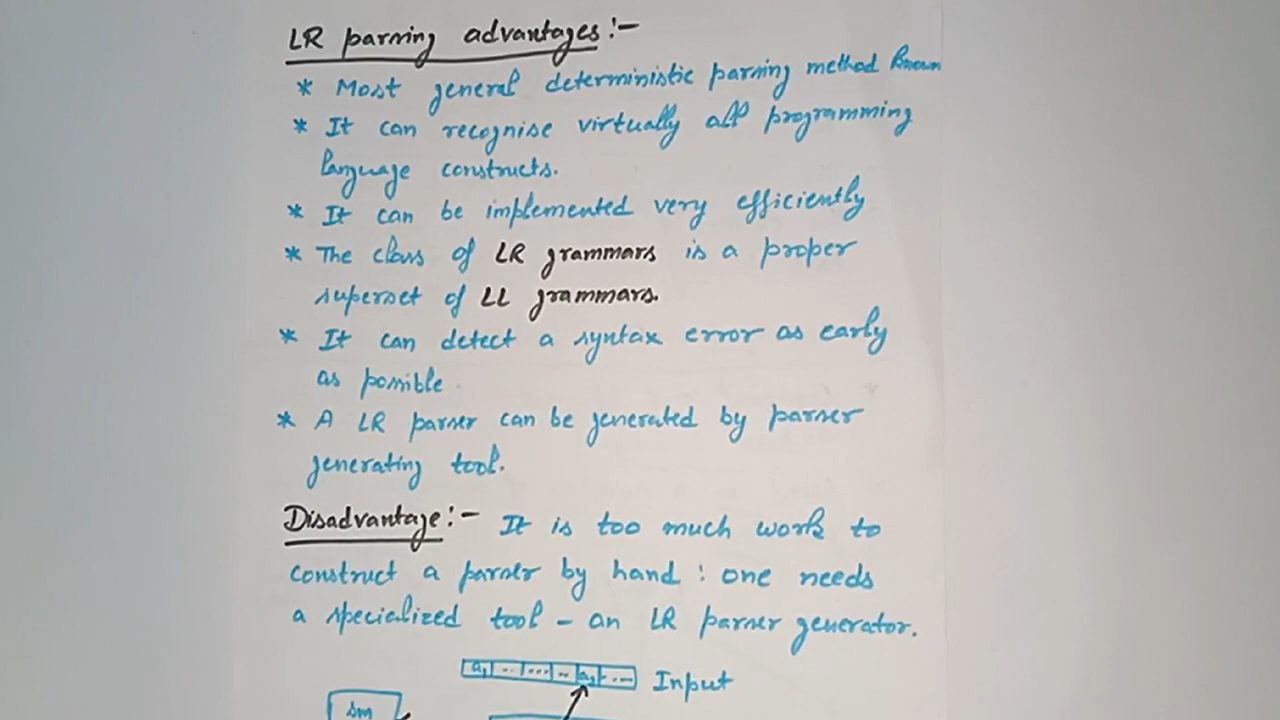 LR parsing advantages:-
* Most general deterministic parsing method known
* It can recognise virtually all programming
language constructs.
* It can be implemented very efficiently
* The class of LR grammars is a proper
superset of LL grammars.
* It can detect a syntax error as early
as possible.
* A LR parser can be generated by parser
generating tool.
Disadvantage:- It is too much work to
construct a parser by hand : one needs
a specialized tool - an LR parser generator.
a1 .. ... .. ... Input
sm